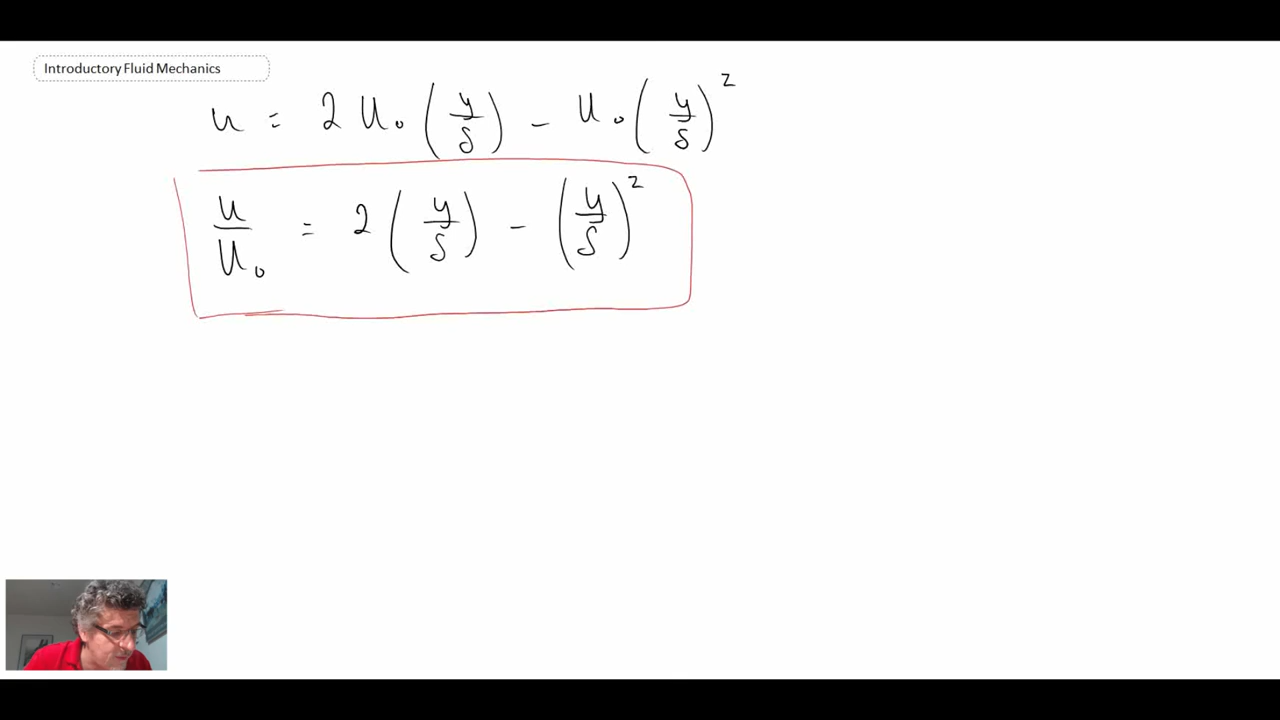 Introductory Fluid Mechanics
u = 2 U₀ (y/δ) − U₀ (y/δ)²
u/U₀ = 2 (y/δ) − (y/δ)²